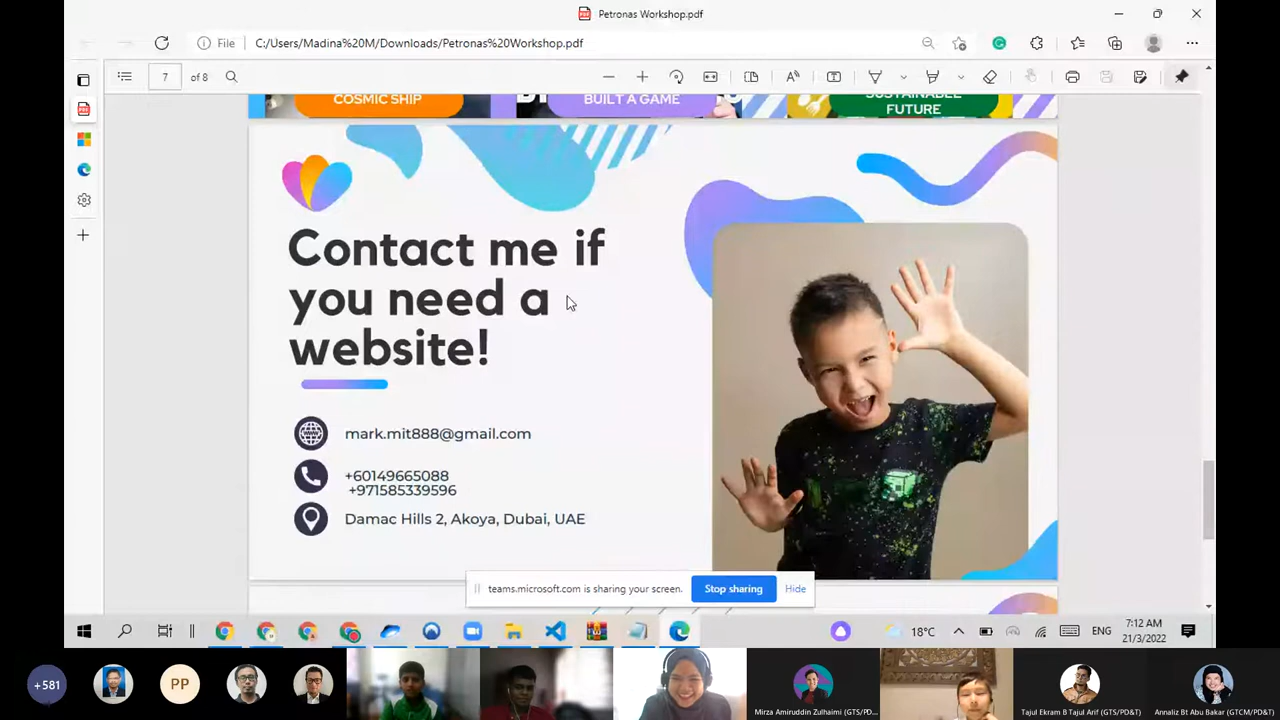 Petronas Workshop.pdf
File
C:/Users/Madina%20M/Downloads/Petronas%20Workshop.pdf
7 of 8
COSMIC SHIP
BUILT A GAME
SUSTAINABLE
FUTURE
Contact me if
you need a
website!
mark.mit888@gmail.com
+60149665088
+971585339596
Damac Hills 2, Akoya, Dubai, UAE
teams.microsoft.com is sharing your screen.
Stop sharing
Hide
18°C
ENG
7:12 AM
21/3/2022
+581
PP
Mirza Amiruddin Zulhaimi (GTS/PD...
Tajul Ekram B Tajul Arif (GTS/PD&T)
Annaliz Bt Abu Bakar (GTCM/PD&T)